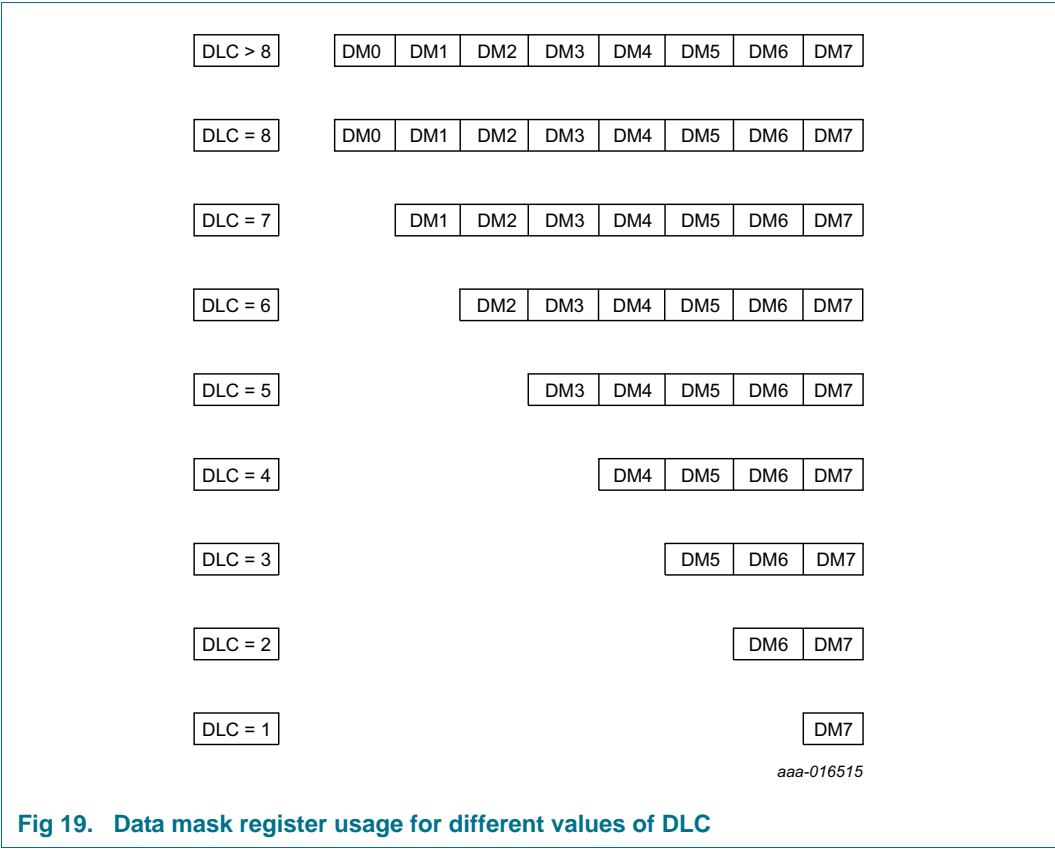 DLC > 8 DM0 DM1 DM2 DM3 DM4 DM5 DM6 DM7
DLC = 8 DM0 DM1 DM2 DM3 DM4 DM5 DM6 DM7
DLC = 7 DM1 DM2 DM3 DM4 DM5 DM6 DM7
DLC = 6 DM2 DM3 DM4 DM5 DM6 DM7
DLC = 5 DM3 DM4 DM5 DM6 DM7
DLC = 4 DM4 DM5 DM6 DM7
DLC = 3 DM5 DM6 DM7
DLC = 2 DM6 DM7
DLC = 1 DM7
aaa-016515
Fig 19. Data mask register usage for different values of DLC